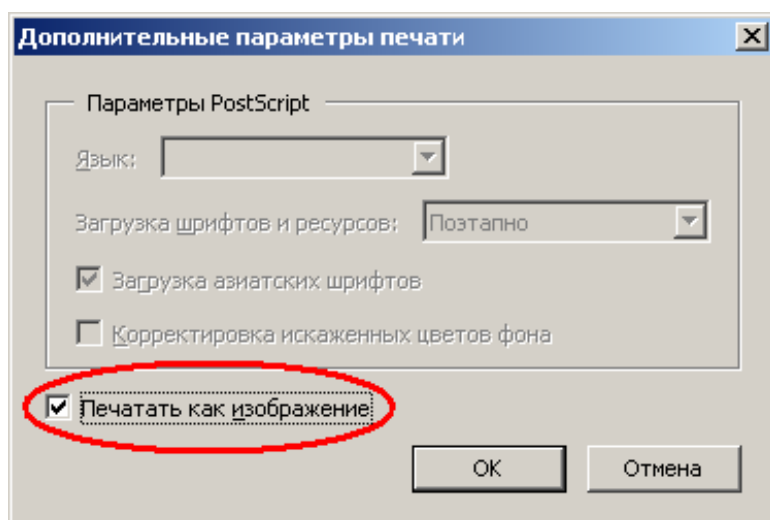 Дополнительные параметры печати
Параметры PostScript
Язык:
Загрузка шрифтов и ресурсов: Поэтапно
Загрузка азиатских шрифтов
Корректировка искаженных цветов фона
Печатать как изображение
ОК Отмена